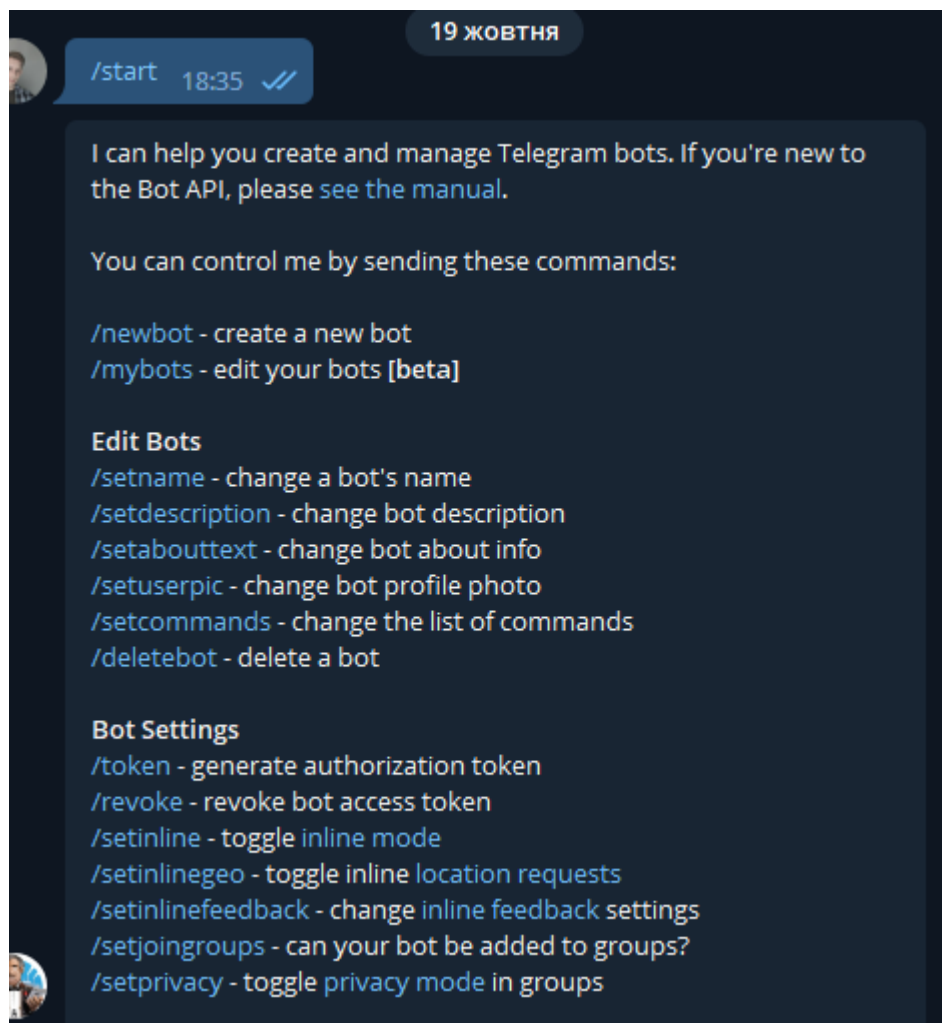 19 жовтня
/start 18:35
I can help you create and manage Telegram bots. If you're new to
the Bot API, please see the manual.
You can control me by sending these commands:
/newbot - create a new bot
/mybots - edit your bots [beta]
Edit Bots
/setname - change a bot's name
/setdescription - change bot description
/setabouttext - change bot about info
/setuserpic - change bot profile photo
/setcommands - change the list of commands
/deletebot - delete a bot
Bot Settings
/token - generate authorization token
/revoke - revoke bot access token
/setinline - toggle inline mode
/setinlinegeo - toggle inline location requests
/setinlinefeedback - change inline feedback settings
/setjoingroups - can your bot be added to groups?
/setprivacy - toggle privacy mode in groups